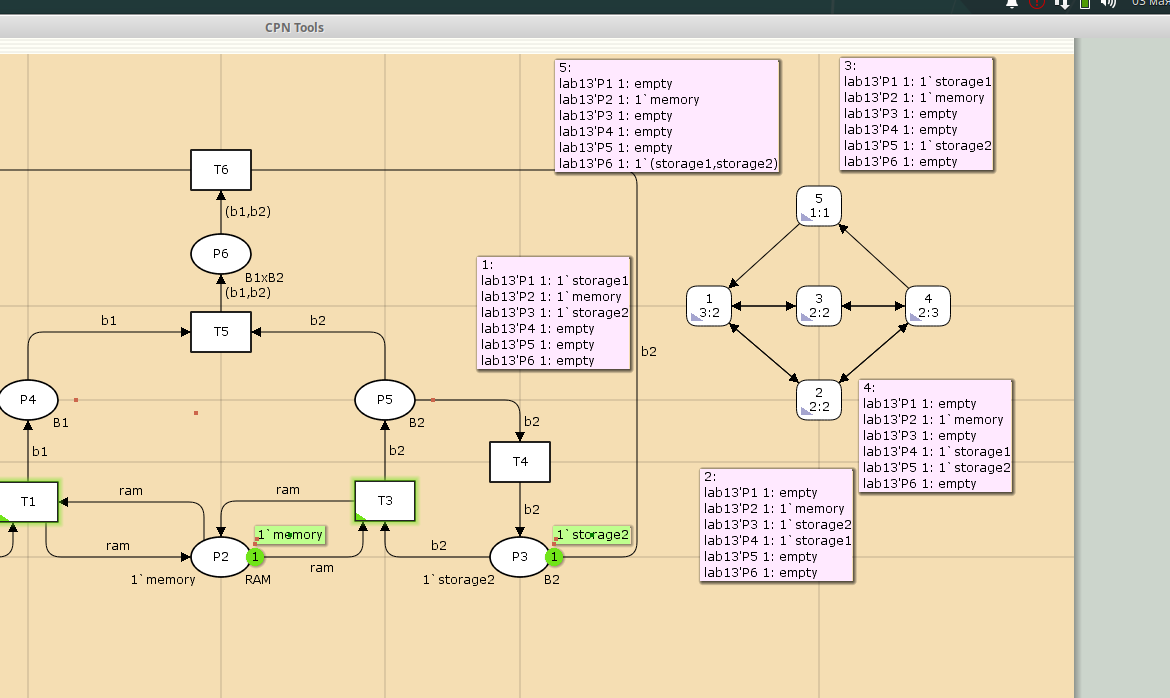 03 мая
CPN Tools
5:
lab13'P1 1: empty
lab13'P2 1: 1`memory
lab13'P3 1: empty
lab13'P4 1: empty
lab13'P5 1: empty
lab13'P6 1: 1`(storage1,storage2)
3:
lab13'P1 1: 1`storage1
lab13'P2 1: 1`memory
lab13'P3 1: empty
lab13'P4 1: empty
lab13'P5 1: 1`storage2
lab13'P6 1: empty
T6
(b1,b2)
P6
B1xB2
(b1,b2)
T5
b1
b2
1:
lab13'P1 1: 1`storage1
lab13'P2 1: 1`memory
lab13'P3 1: 1`storage2
lab13'P4 1: empty
lab13'P5 1: empty
lab13'P6 1: empty
b2
5
1:1
1
3:2
3
2:2
4
2:3
2
2:2
P4
B1
P5
B2
b2
b1
b2
T4
4:
lab13'P1 1: empty
lab13'P2 1: 1`memory
lab13'P3 1: empty
lab13'P4 1: 1`storage1
lab13'P5 1: 1`storage2
lab13'P6 1: empty
2:
lab13'P1 1: empty
lab13'P2 1: 1`memory
lab13'P3 1: 1`storage2
lab13'P4 1: 1`storage1
lab13'P5 1: empty
lab13'P6 1: empty
T1
ram
ram
T3
b2
ram
1`memory
b2
1`storage2
P2
1
ram
P3
1
1`memory
RAM
1`storage2
B2